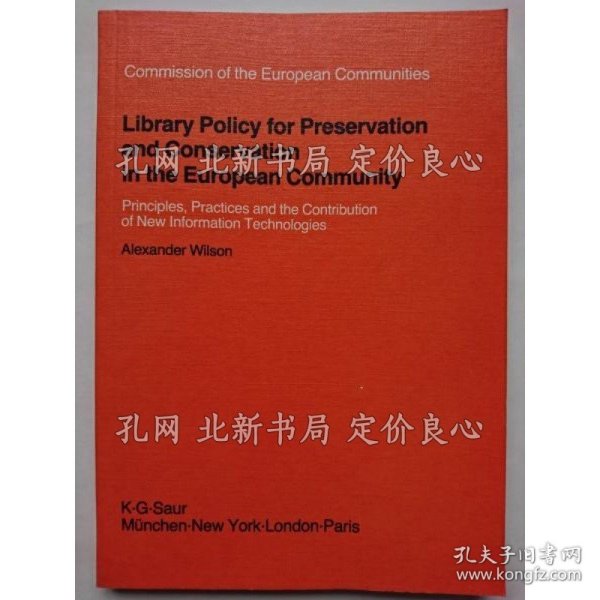 Commission of the European Communities
Library Policy for Preservation
and Conservation
in the European Community
孔网 北新书局 定价良心
Principles, Practices and the Contribution
of New Information Technologies
Alexander Wilson
孔网 北新书局 定价良心
K·G·Saur
München·New York·London·Paris
孔夫子旧书网
www.kongfz.com